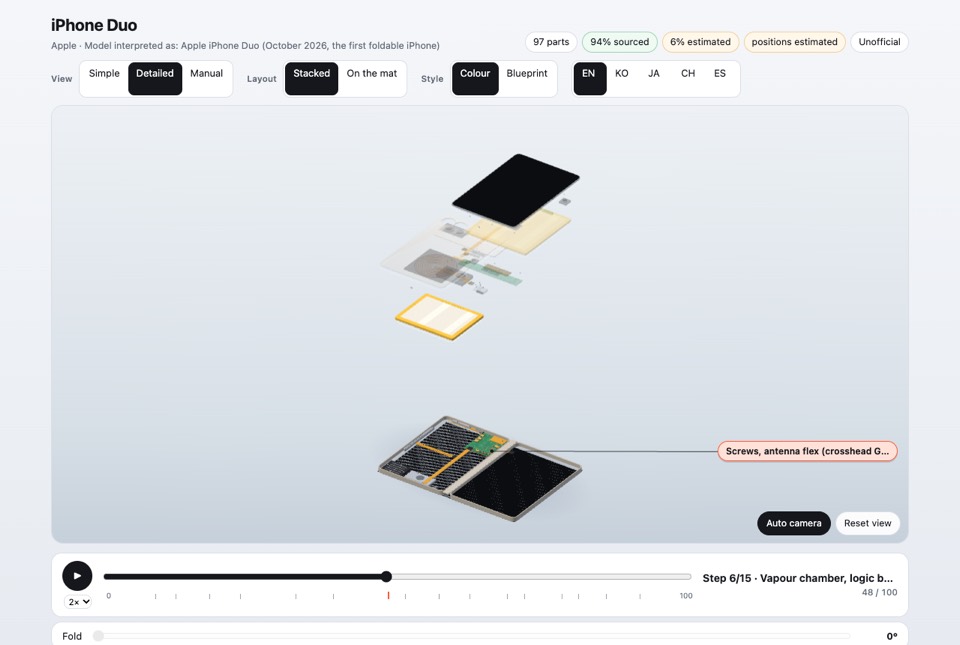 iPhone Duo
Apple · Model interpreted as: Apple iPhone Duo (October 2026, the first foldable iPhone)
97 parts
94% sourced
6% estimated
positions estimated
Unofficial
View
Simple
Detailed
Manual
Layout
Stacked
On the mat
Style
Colour
Blueprint
EN
KO
JA
CH
ES
Screws, antenna flex (crosshead G...
Auto camera
Reset view
2×
0
100
Step 6/15 · Vapour chamber, logic b...
48 / 100
Fold
0°